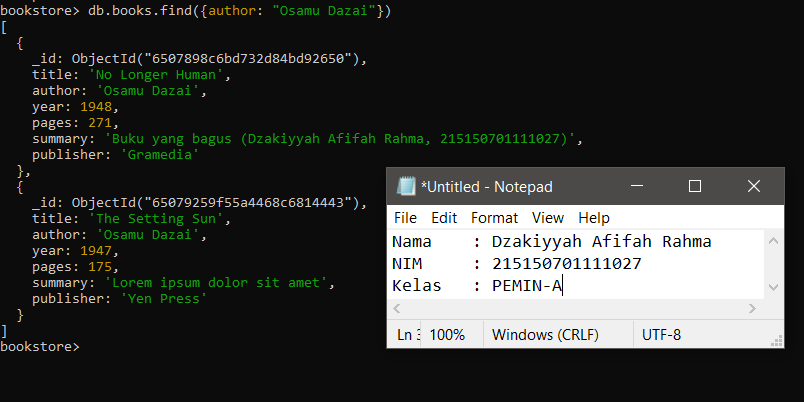 bookstore> db.books.find({author: "Osamu Dazai"})
[
  {
    _id: ObjectId("6507898c6bd732d84bd92650"),
    title: 'No Longer Human',
    author: 'Osamu Dazai',
    year: 1948,
    pages: 271,
    summary: 'Buku yang bagus (Dzakiyyah Afifah Rahma, 215150701111027)',
    publisher: 'Gramedia'
  },
  {
    _id: ObjectId("65079259f55a4468c6814443"),
    title: 'The Setting Sun',
    author: 'Osamu Dazai',
    year: 1947,
    pages: 175,
    summary: 'Lorem ipsum dolor sit amet',
    publisher: 'Yen Press'
  }
]
bookstore>
*Untitled - Notepad
File Edit Format View Help
Nama : Dzakiyyah Afifah Rahma
NIM : 215150701111027
Kelas : PEMIN-A
Ln 3 100% Windows (CRLF) UTF-8